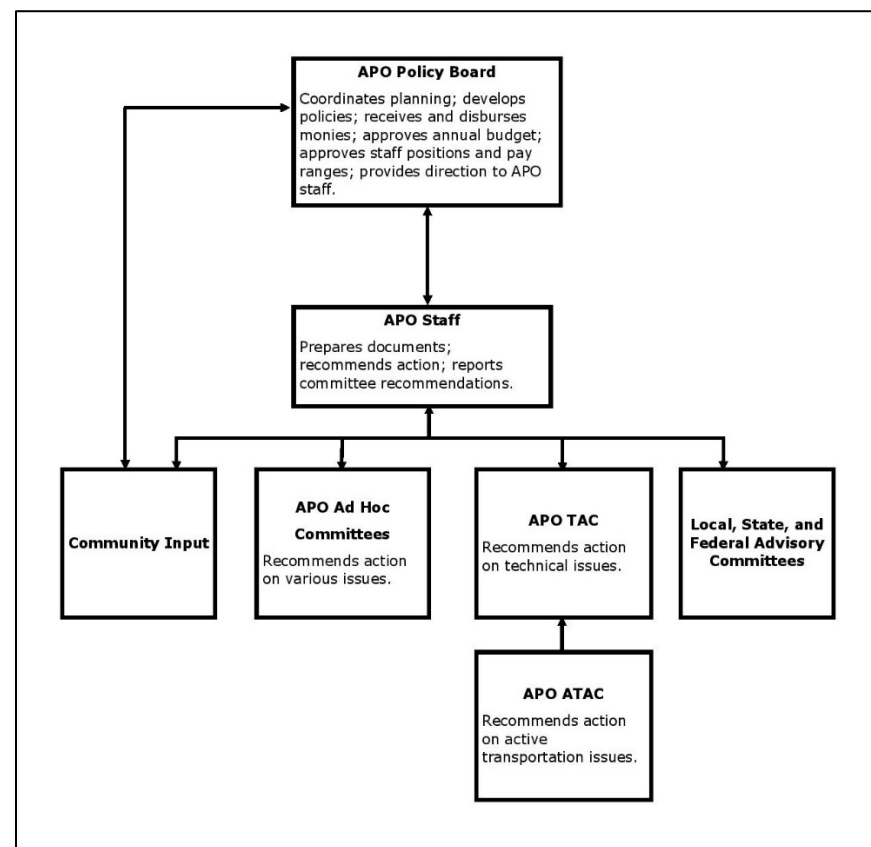 APO Policy Board
Coordinates planning; develops
policies; receives and disburses
monies; approves annual budget;
approves staff positions and pay
ranges; provides direction to APO
staff.
APO Staff
Prepares documents;
recommends action; reports
committee recommendations.
Community Input
APO Ad Hoc
Committees
Recommends action
on various issues.
APO TAC
Recommends action
on technical issues.
Local, State, and
Federal Advisory
Committees
APO ATAC
Recommends action
on active
transportation issues.